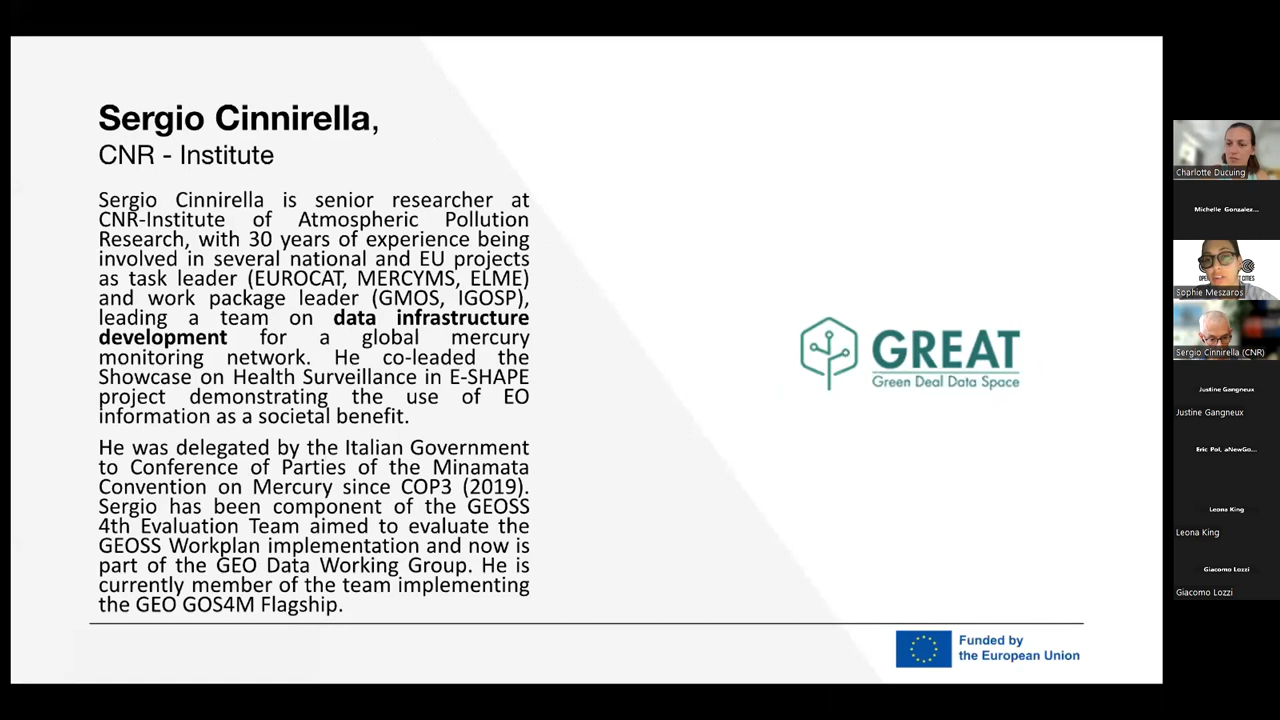 Sergio Cinnirella,
CNR - Institute
Sergio Cinnirella is senior researcher at
CNR-Institute of Atmospheric Pollution
Research, with 30 years of experience being
involved in several national and EU projects
as task leader (EUROCAT, MERCYMS, ELME)
and work package leader (GMOS, IGOSP),
leading a team on data infrastructure
development for a global mercury
monitoring network. He co-leaded the
Showcase on Health Surveillance in E-SHAPE
project demonstrating the use of EO
information as a societal benefit.
He was delegated by the Italian Government
to Conference of Parties of the Minamata
Convention on Mercury since COP3 (2019).
Sergio has been component of the GEOSS
4th Evaluation Team aimed to evaluate the
GEOSS Workplan implementation and now is
part of the GEO Data Working Group. He is
currently member of the team implementing
the GEO GOS4M Flagship.
GREAT
Green Deal Data Space
Funded by
the European Union
Charlotte Ducuing
Michelle Gonzalez...
Sophie Meszaros
Sergio Cinnirella (CNR)
Justine Gangneux
Justine Gangneux
Eric Pol, aNewGo...
Leona King
Leona King
Giacomo Lozzi
Giacomo Lozzi